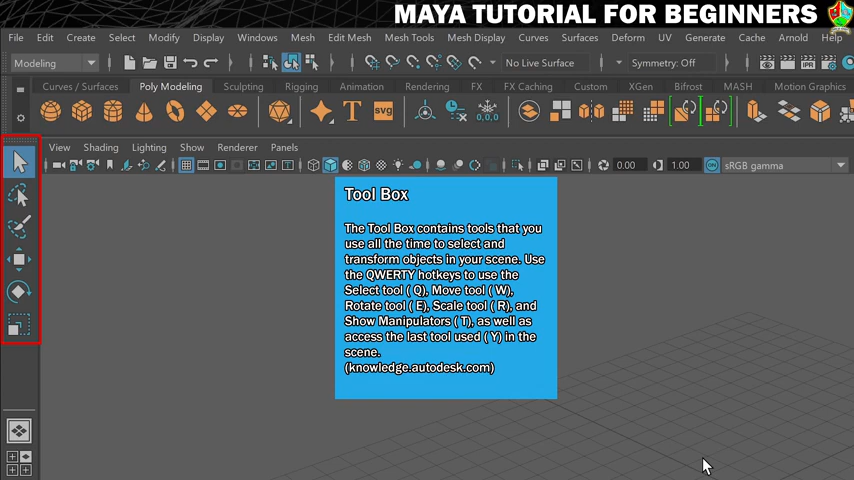 MAYA TUTORIAL FOR BEGINNERS
File Edit Create Select Modify Display Windows Mesh Edit Mesh Mesh Tools Mesh Display Curves Surfaces Deform UV Generate Cache Arnold Help
Modeling No Live Surface Symmetry: Off
Curves / Surfaces Poly Modeling Sculpting Rigging Animation Rendering FX FX Caching Custom XGen Bifrost MASH Motion Graphics
T svg 0,0,0
View Shading Lighting Show Renderer Panels
0.00 1.00 sRGB gamma
Tool Box
The Tool Box contains tools that you
use all the time to select and
transform objects in your scene. Use
the QWERTY hotkeys to use the
Select tool ( Q), Move tool ( W),
Rotate tool ( E), Scale tool ( R), and
Show Manipulators ( T), as well as
access the last tool used ( Y) in the
scene.
(knowledge.autodesk.com)